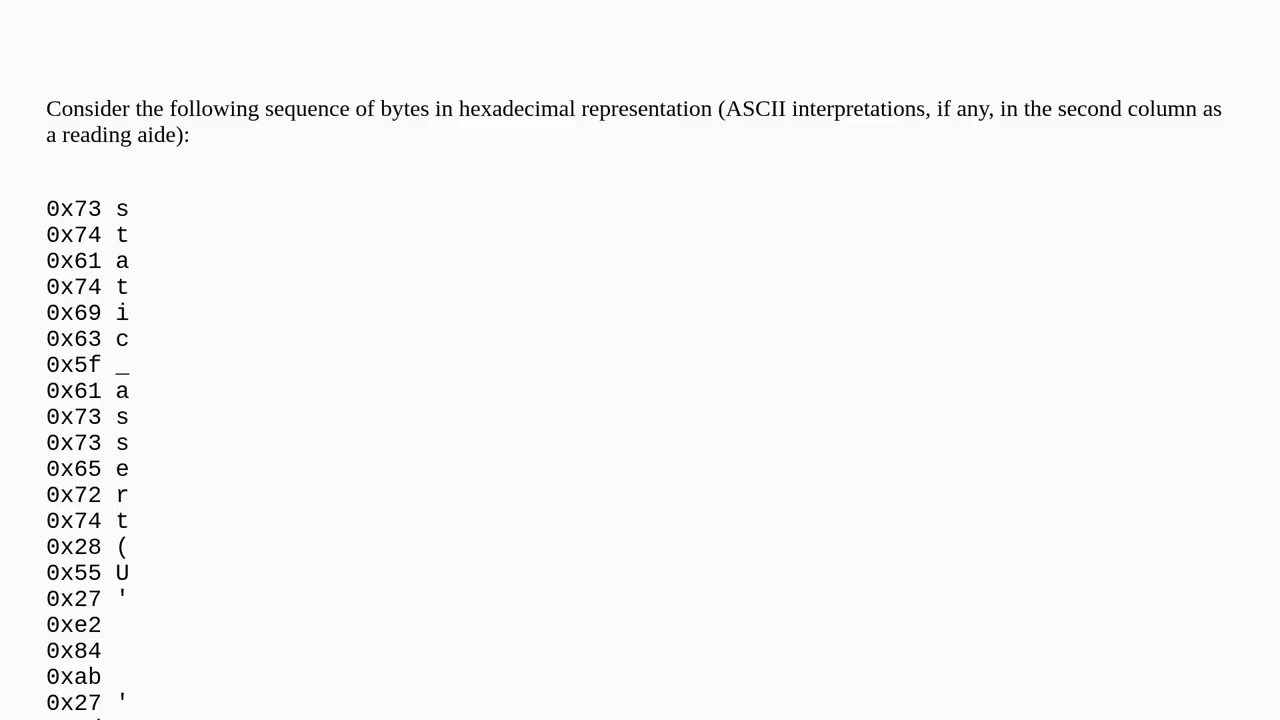 Consider the following sequence of bytes in hexadecimal representation (ASCII interpretations, if any, in the second column as
a reading aide):
0x73 s
0x74 t
0x61 a
0x74 t
0x69 i
0x63 c
0x5f _
0x61 a
0x73 s
0x73 s
0x65 e
0x72 r
0x74 t
0x28 (
0x55 U
0x27 '
0xe2
0x84
0xab
0x27 '